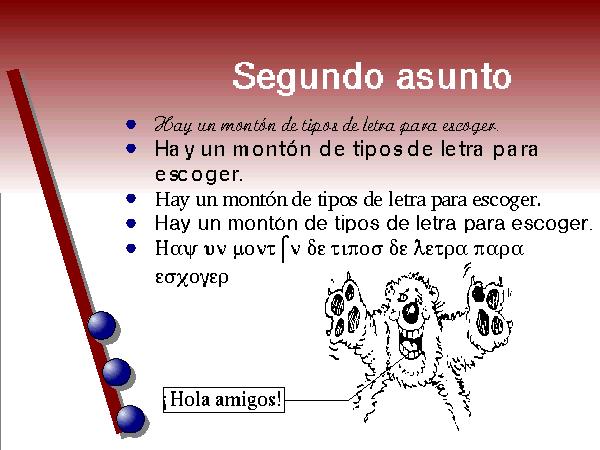 Segundo asunto
Hay un montón de tipos de letra para escoger.
Hay un montón de tipos de letra para
escoger.
Hay un montón de tipos de letra para escoger.
Hay un montón de tipos de letra para escoger.
Ηαψ υν μοντ⌠ν δε τιποσ δε λετρα παρα
εσχογερ
¡Hola amigos!